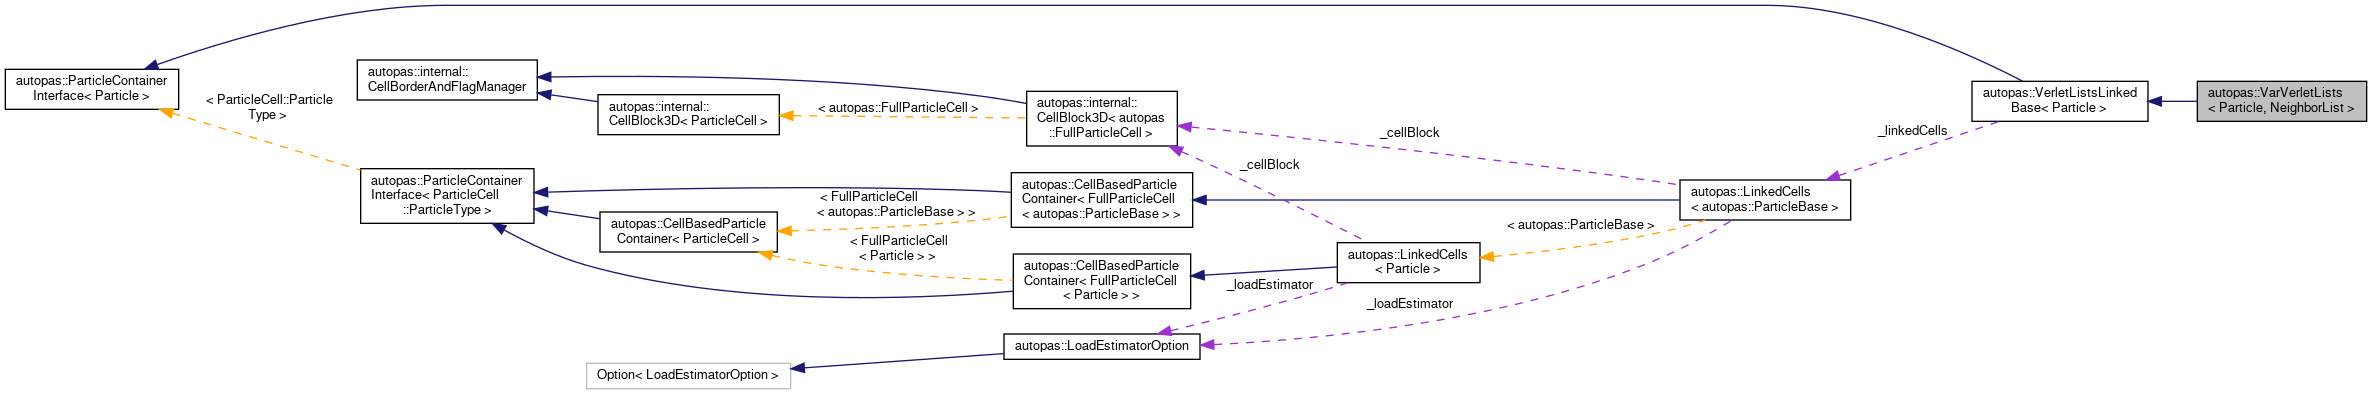 autopas::ParticleContainer
Interface< Particle >
< ParticleCell::Particle
Type >
autopas::internal::
CellBorderAndFlagManager
autopas::ParticleContainer
Interface< ParticleCell
::ParticleType >
autopas::internal::
CellBlock3D< ParticleCell >
autopas::CellBasedParticle
Container< ParticleCell >
Option< LoadEstimatorOption >
< autopas::FullParticleCell >
< FullParticleCell
< autopas::ParticleBase > >
< FullParticleCell
< Particle > >
autopas::internal::
CellBlock3D< autopas
::FullParticleCell >
autopas::CellBasedParticle
Container< FullParticleCell
< autopas::ParticleBase > >
autopas::CellBasedParticle
Container< FullParticleCell
< Particle > >
autopas::LoadEstimatorOption
_cellBlock
_cellBlock
_loadEstimator
_loadEstimator
autopas::LinkedCells
< Particle >
< autopas::ParticleBase >
autopas::LinkedCells
< autopas::ParticleBase >
_linkedCells
autopas::VerletListsLinked
Base< Particle >
autopas::VarVerletLists
< Particle, NeighborList >